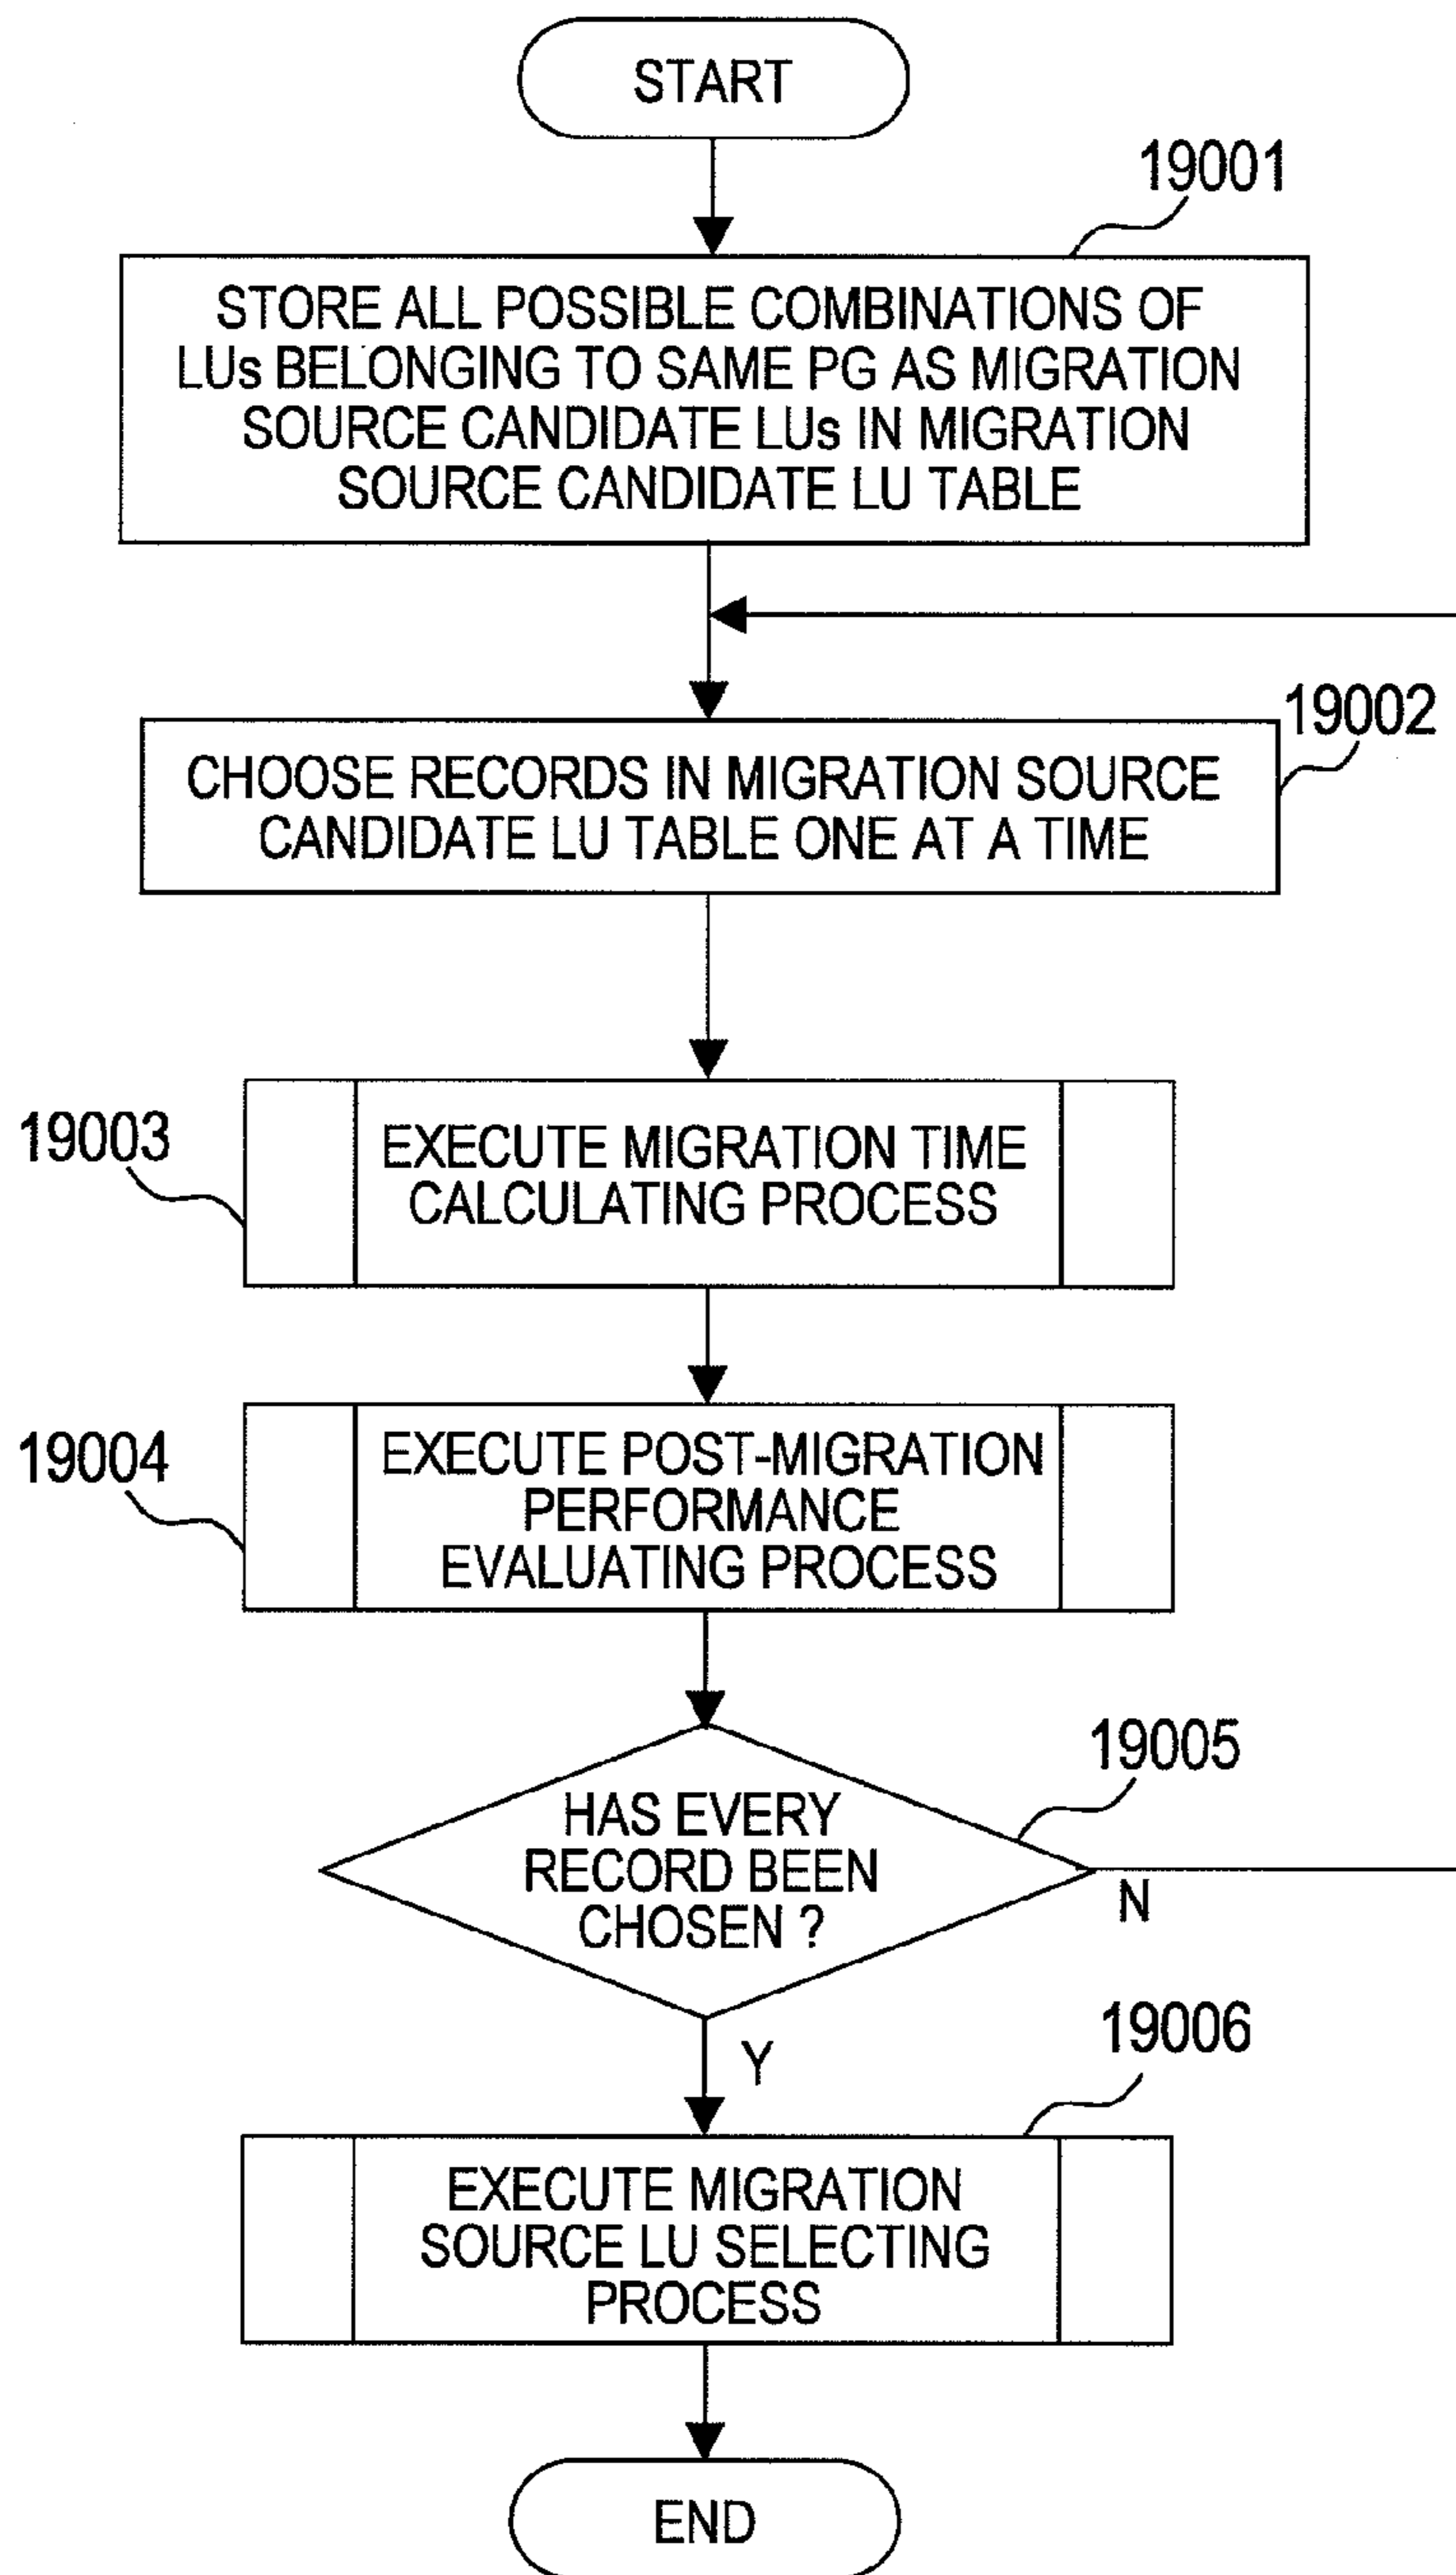 START
19001
STORE ALL POSSIBLE COMBINATIONS OF
LUs BELONGING TO SAME PG AS MIGRATION
SOURCE CANDIDATE LUs IN MIGRATION
SOURCE CANDIDATE LU TABLE
19002
CHOOSE RECORDS IN MIGRATION SOURCE
CANDIDATE LU TABLE ONE AT A TIME
19003
EXECUTE MIGRATION TIME
CALCULATING PROCESS
19004
EXECUTE POST-MIGRATION
PERFORMANCE
EVALUATING PROCESS
19005
HAS EVERY
RECORD BEEN
CHOSEN ?
N
Y
19006
EXECUTE MIGRATION
SOURCE LU SELECTING
PROCESS
END